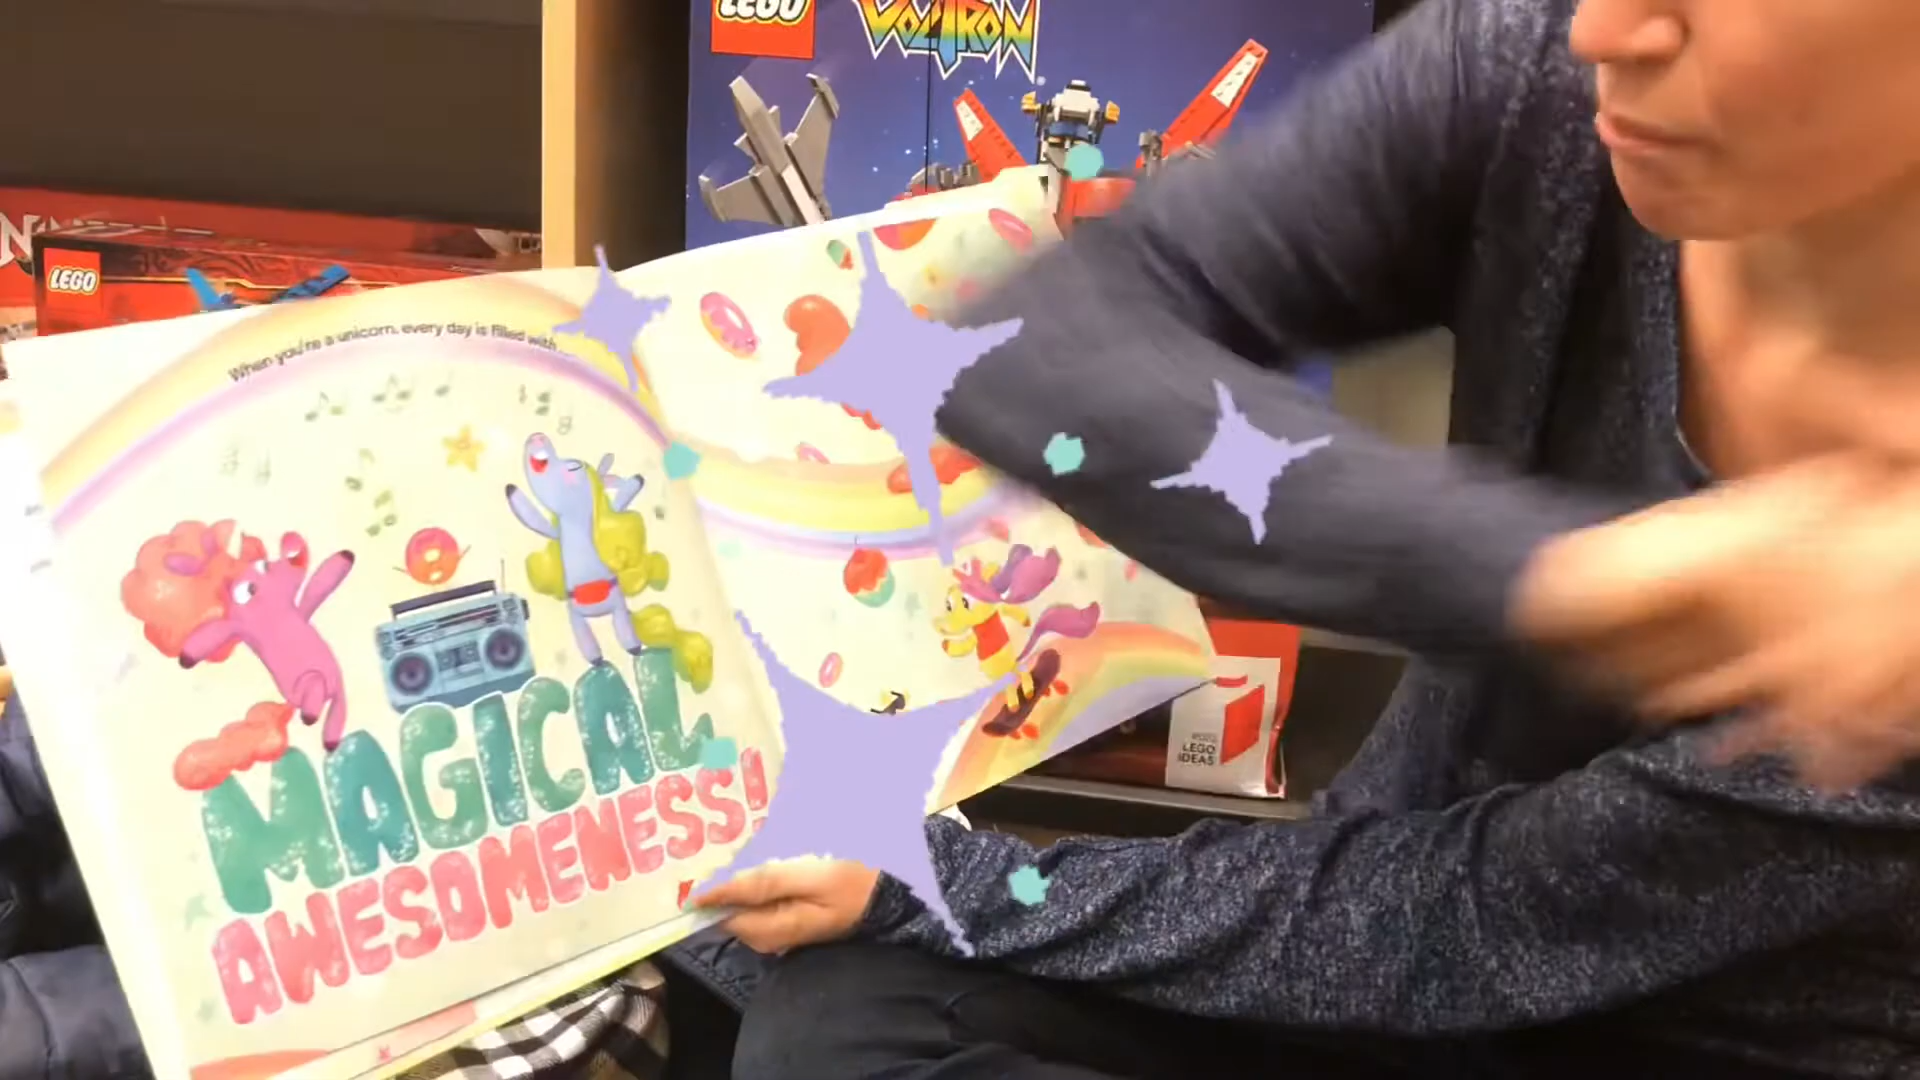 LEGO
VOLTRON
LEGO
When you're a unicorn, every day is filled with...
MAGICAL
AWESOMENESS!
LEGO
IDEAS